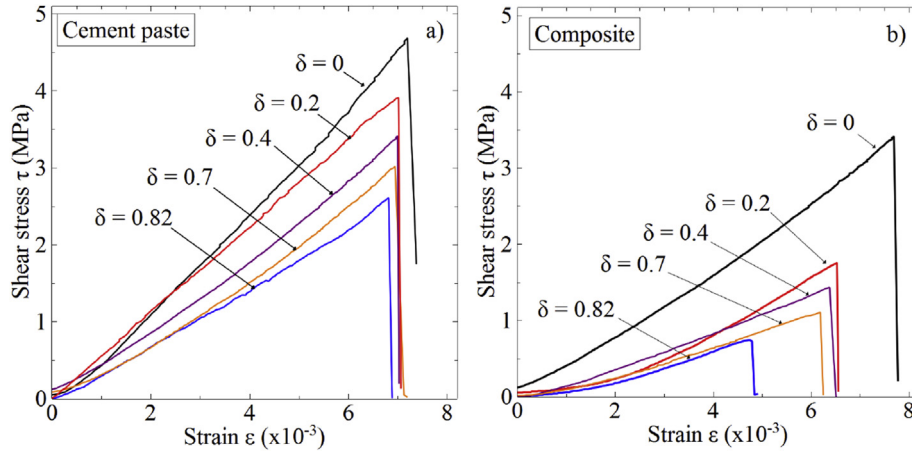 Cement paste
a)
Shear stress τ (MPa)
5
4
3
2
1
0
δ = 0
δ = 0.2
δ = 0.4
δ = 0.7
δ = 0.82
0
2
4
6
8
Strain ε (x10⁻³)
Composite
b)
Shear stress τ (MPa)
5
4
3
2
1
0
δ = 0
δ = 0.2
δ = 0.4
δ = 0.7
δ = 0.82
0
2
4
6
8
Strain ε (x10⁻³)